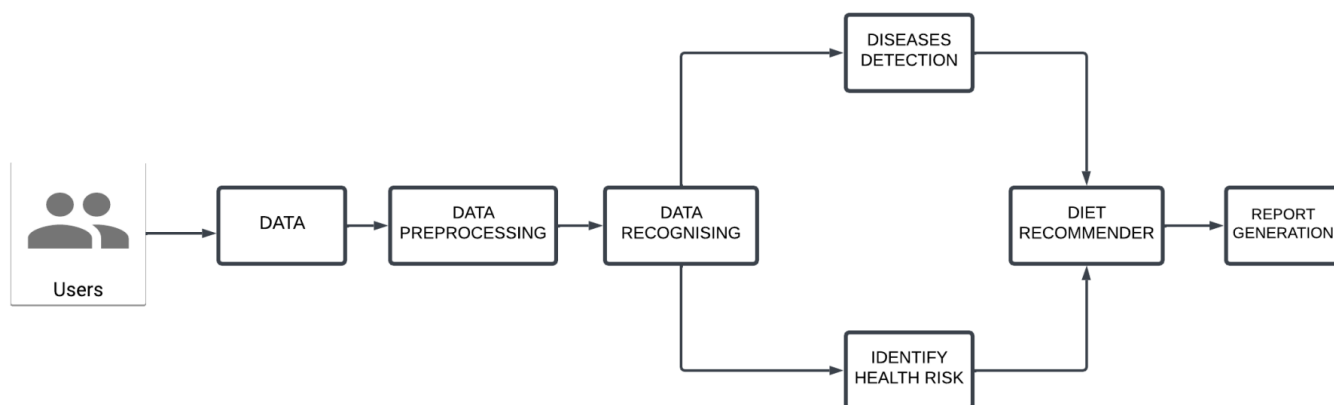 Users
DATA
DATA
PREPROCESSING
DATA
RECOGNISING
DISEASES
DETECTION
IDENTIFY
HEALTH RISK
DIET
RECOMMENDER
REPORT
GENERATION